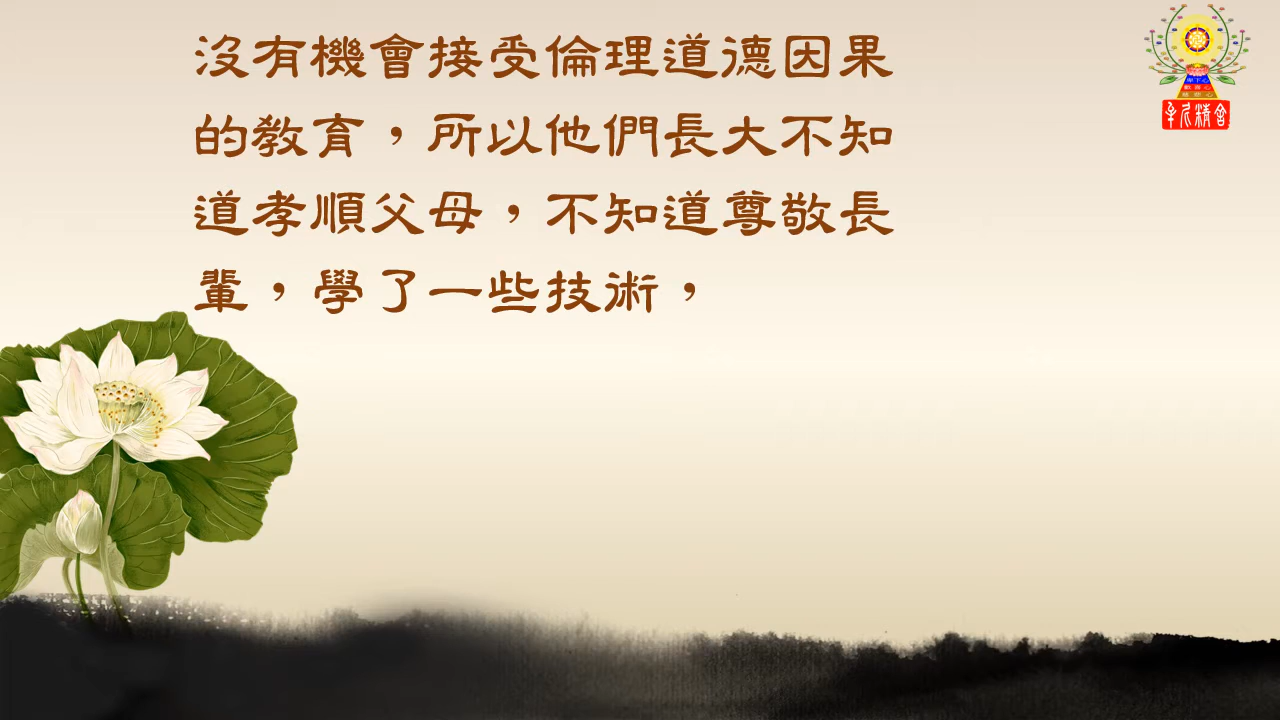 沒有機會接受倫理道德因果
的教育，所以他們長大不知
道孝順父母，不知道尊敬長
輩，學了一些技術，